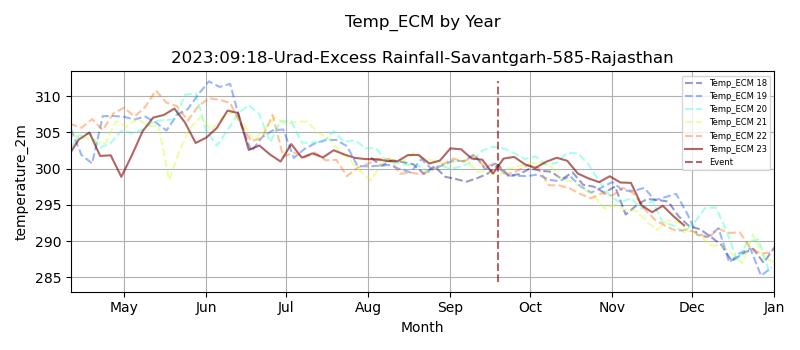 Temp_ECM by Year
2023:09:18-Urad-Excess Rainfall-Savantgarh-585-Rajasthan
temperature_2m
310
305
300
295
290
285
Temp_ECM 18
Temp_ECM 19
Temp_ECM 20
Temp_ECM 21
Temp_ECM 22
Temp_ECM 23
Event
May Jun Jul Aug Sep Oct Nov Dec Jan
Month